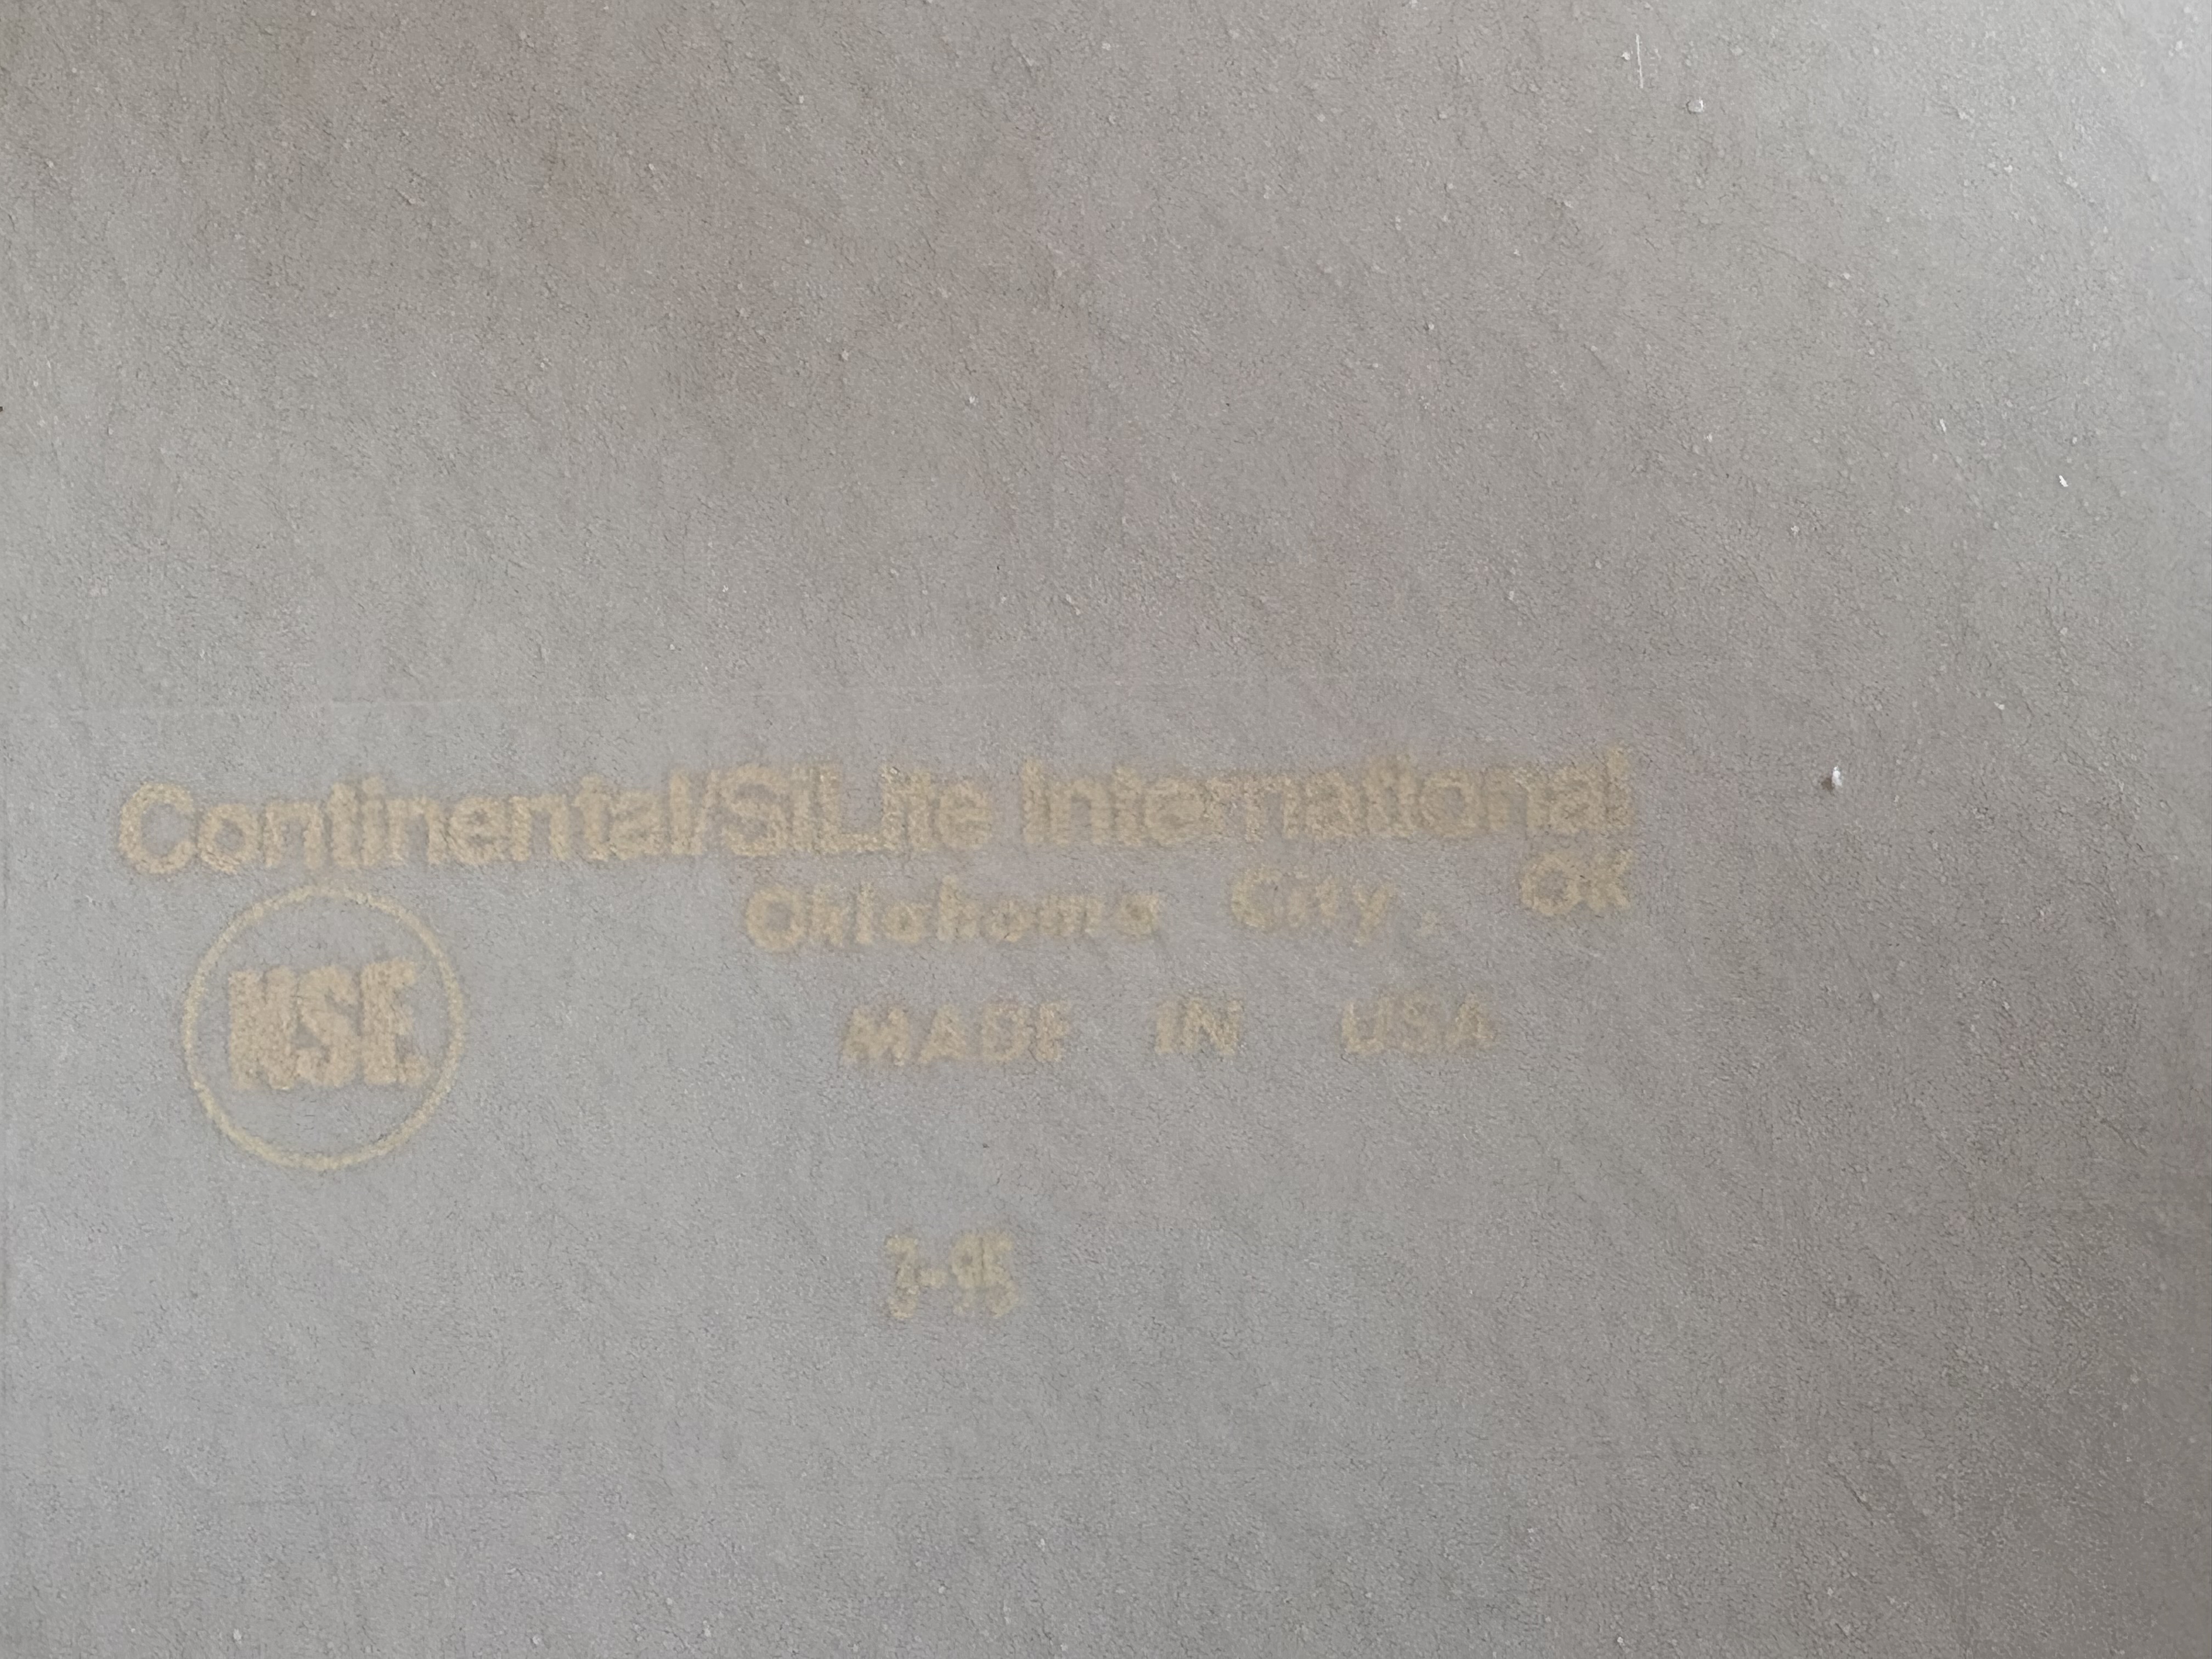 Continental/SiLite International
Oklahoma City, OK
NSF
MADE IN USA
3-95